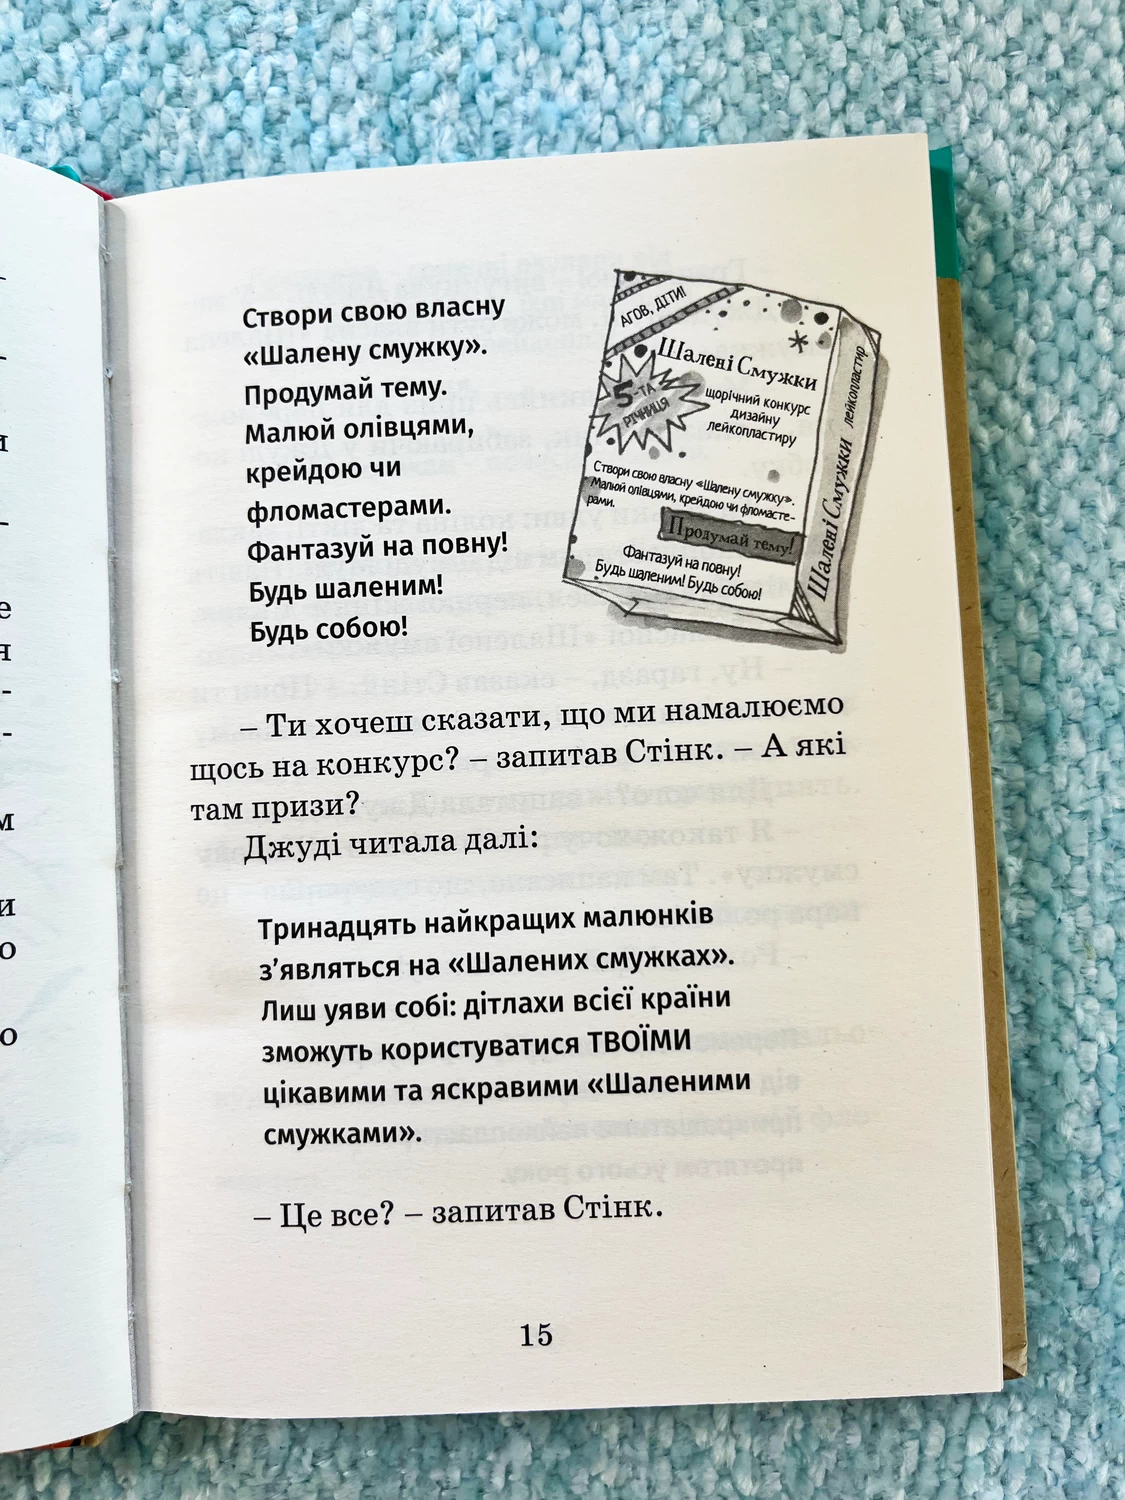 Створи свою власну
«Шалену смужку».
Продумай тему.
Малюй олівцями,
крейдою чи
фломастерами.
Фантазуй на повну!
Будь шаленим!
Будь собою!
АГОВ, ДІТИ!
Шалені Смужки
5-ТА
РІЧНИЦЯ
щорічний конкурс
дизайну
лейкопластиру
Створи свою власну «Шалену смужку».
Малюй олівцями, крейдою чи фломасте-
рами.
Продумай тему!
Фантазуй на повну!
Будь шаленим! Будь собою!
Шалені Смужки лейкопластир
– Ти хочеш сказати, що ми намалюємо
щось на конкурс? – запитав Стінк. – А які
там призи?
Джуді читала далі:
Тринадцять найкращих малюнків
з’являться на «Шалених смужках».
Лиш уяви собі: дітлахи всієї країни
зможуть користуватися ТВОЇМИ
цікавими та яскравими «Шаленими
смужками».
– Це все? – запитав Стінк.
15